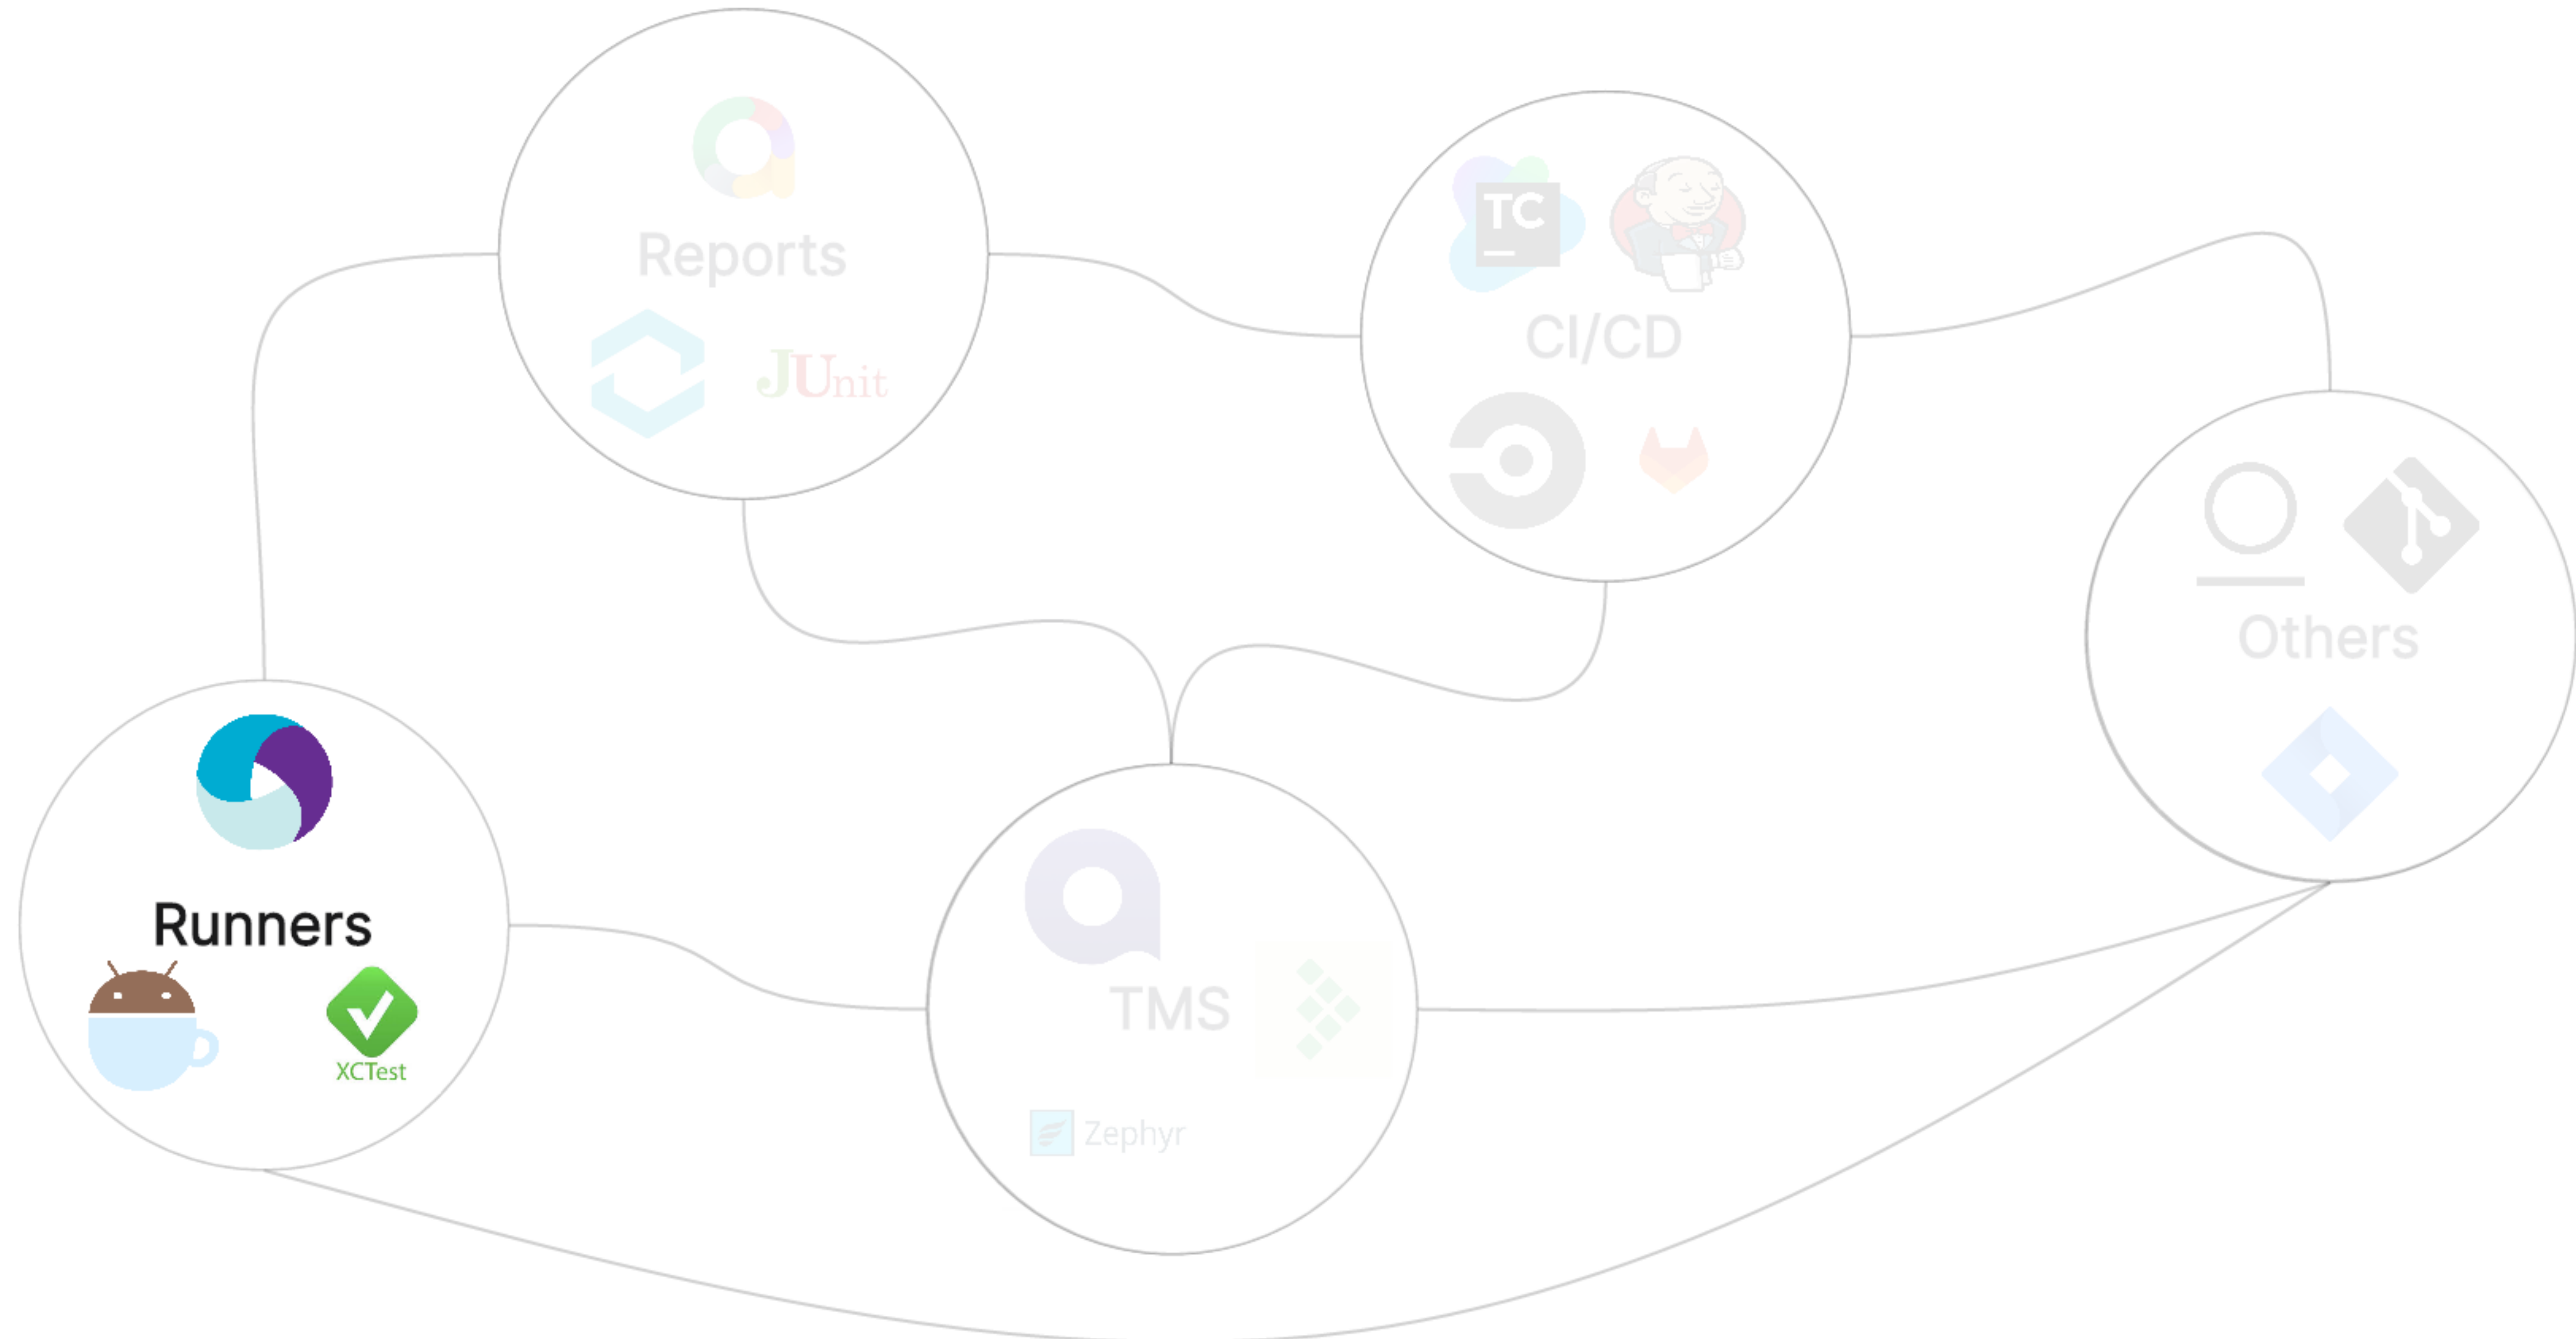 Reports
JUnit
TC
CI/CD
Others
Runners
XCTest
TMS
Zephyr